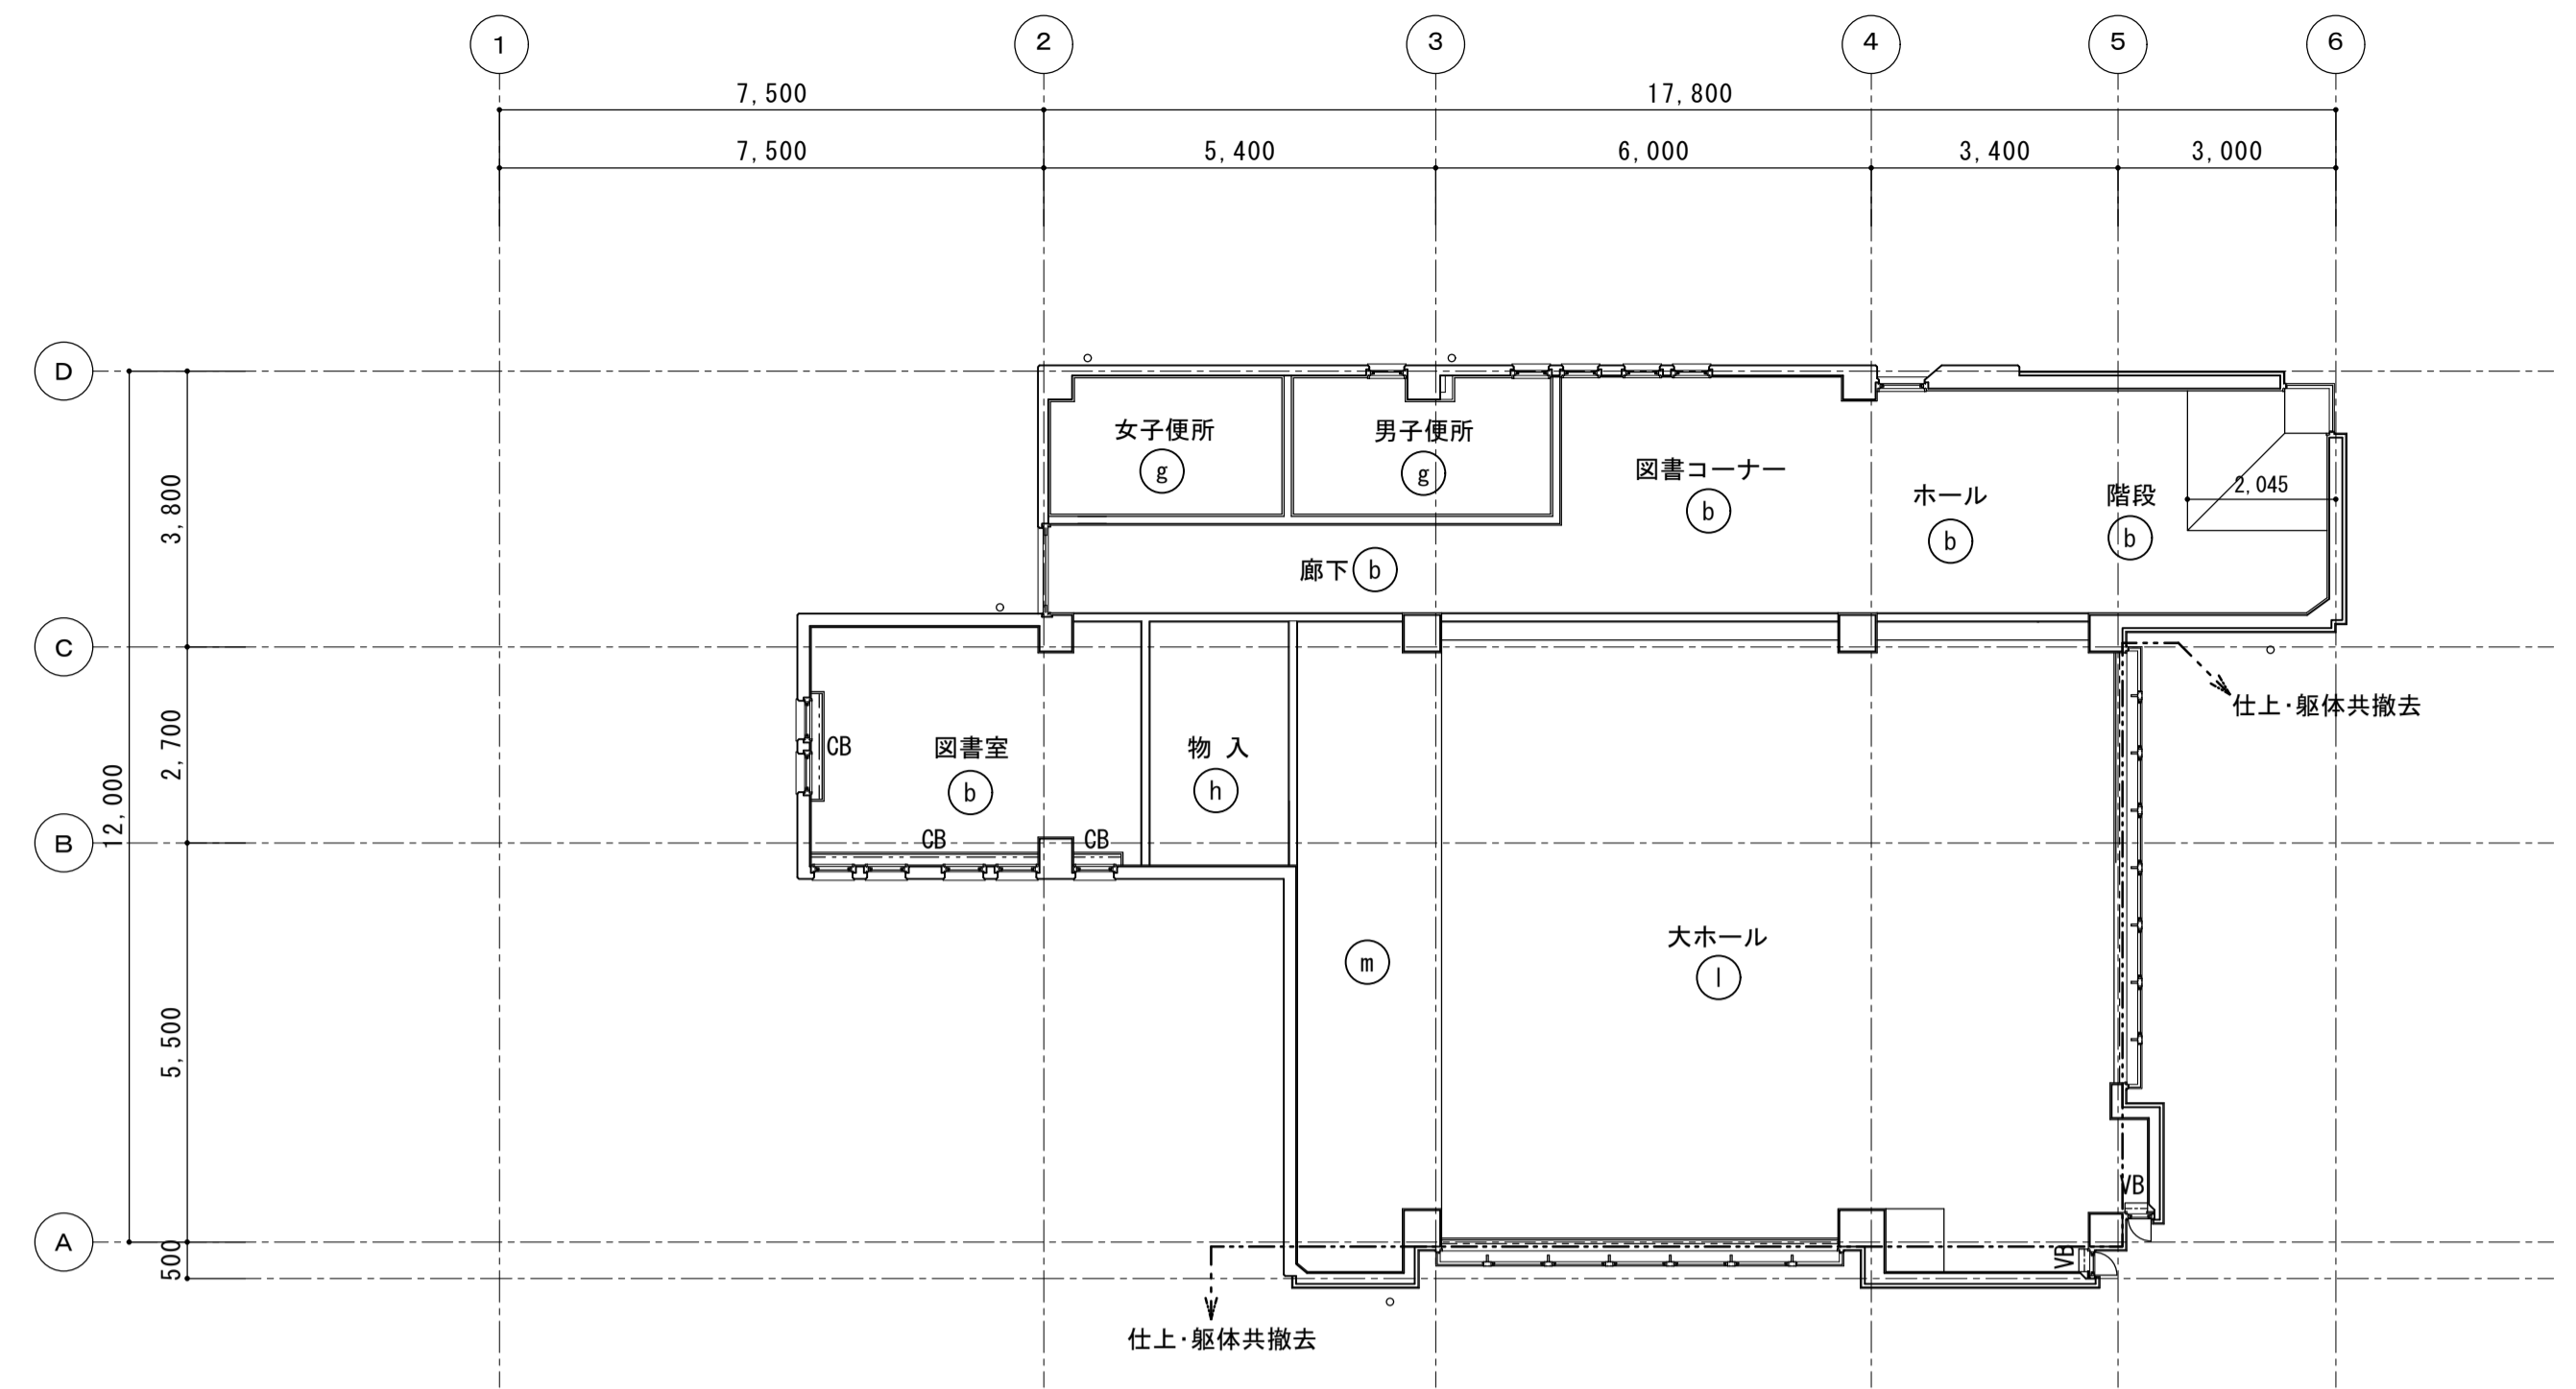 1 2 3 4 5 6
7,500 17,800
7,500 5,400 6,000 3,400 3,000
D
女子便所
g
男子便所
g
図書コーナー
b
ホール
b
階段
b
2,045
3,800
廊下 b
C
仕上・躯体共撤去
2,700
CB
図書室
b
物 入
h
12,000
B
CB CB
大ホール
l
m
5,500
VB
A
500
VB
仕上・躯体共撤去